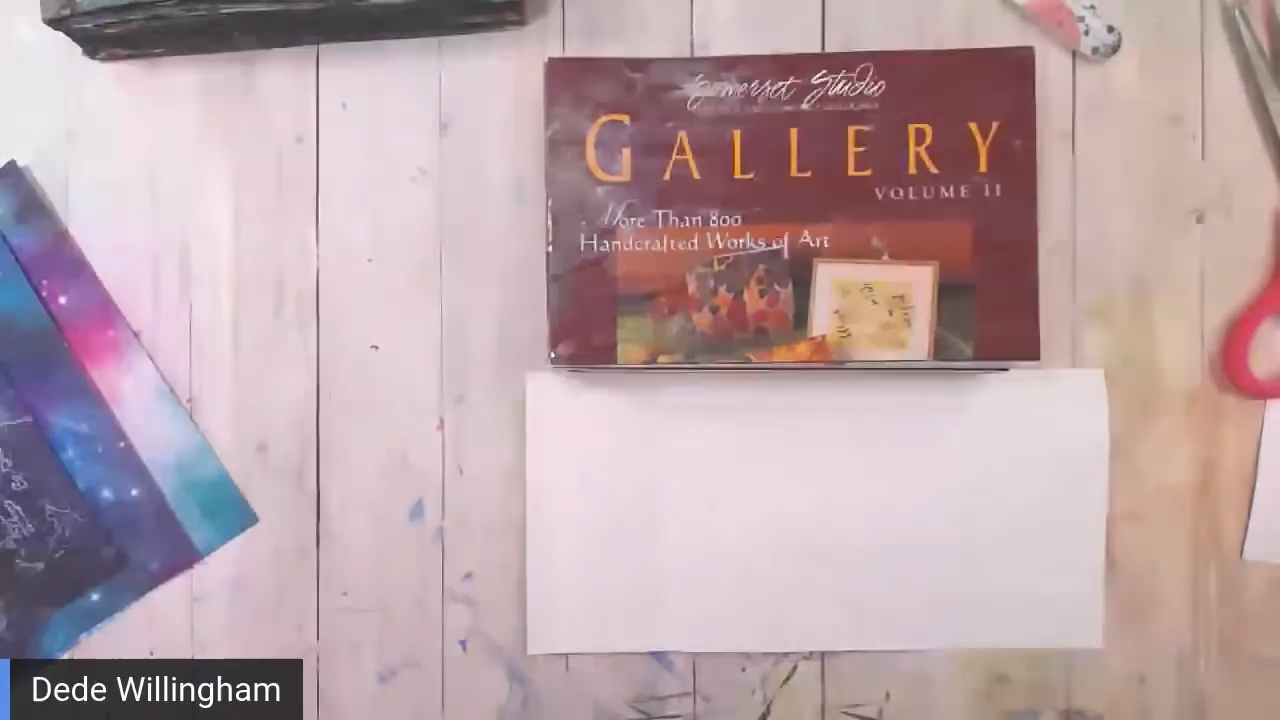 Somerset Studio
GALLERY
VOLUME II
More Than 800
Handcrafted Works of Art
Dede Willingham